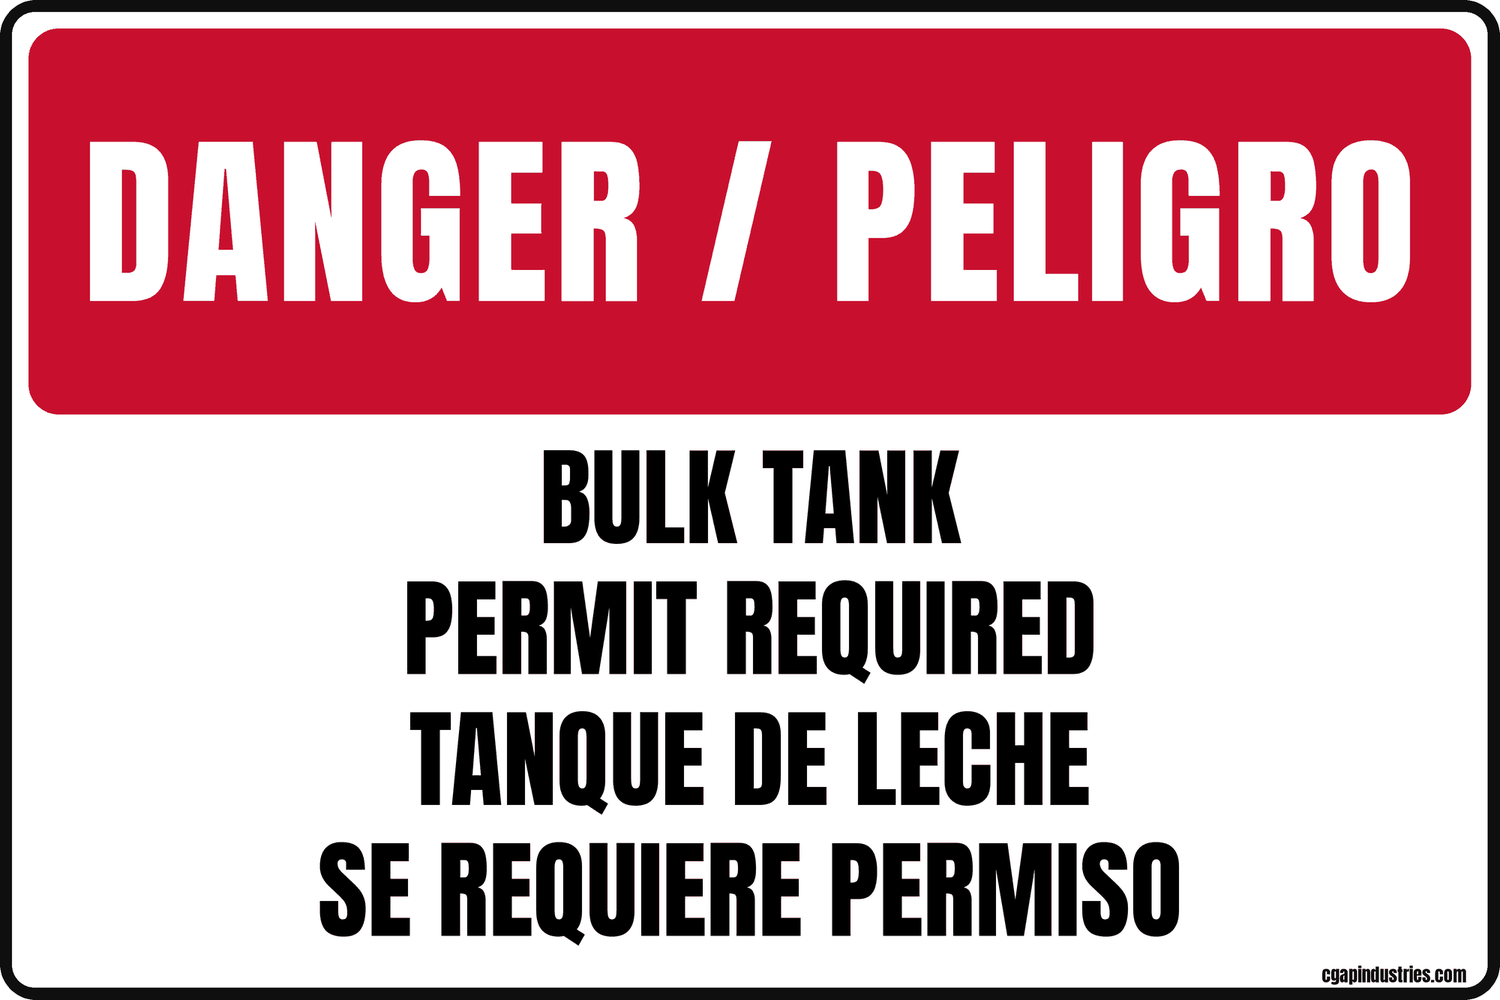 DANGER / PELIGRO
BULK TANK
PERMIT REQUIRED
TANQUE DE LECHE
SE REQUIERE PERMISO
cgapindustries.com